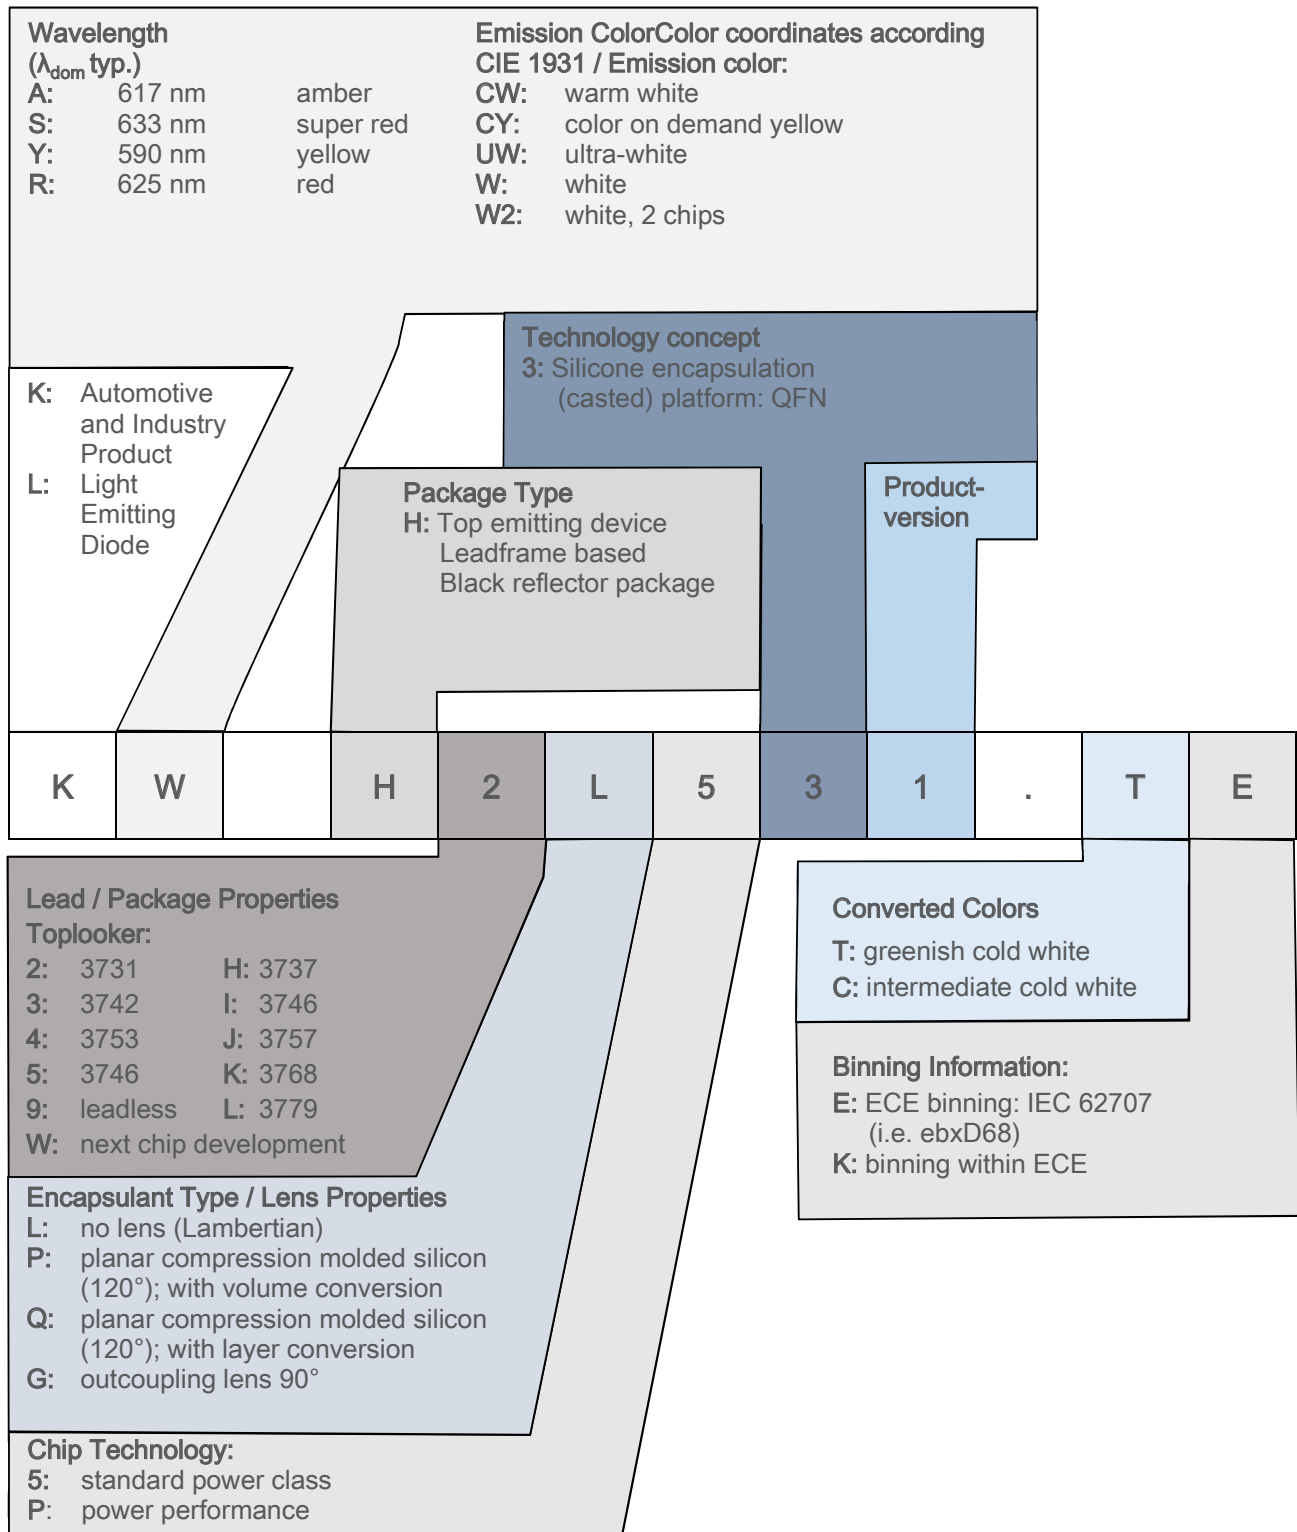 Wavelength
(λdom typ.)
A: 617 nm amber
S: 633 nm super red
Y: 590 nm yellow
R: 625 nm red
Emission ColorColor coordinates according
CIE 1931 / Emission color:
CW: warm white
CY: color on demand yellow
UW: ultra-white
W: white
W2: white, 2 chips
Technology concept
3: Silicone encapsulation
(casted) platform: QFN
K: Automotive
and Industry
Product
L: Light
Emitting
Diode
Package Type
H: Top emitting device
Leadframe based
Black reflector package
Product-
version
K W H 2 L 5 3 1 . T E
Lead / Package Properties
Toplooker:
2: 3731 H: 3737
3: 3742 I: 3746
4: 3753 J: 3757
5: 3746 K: 3768
9: leadless L: 3779
W: next chip development
Converted Colors
T: greenish cold white
C: intermediate cold white
Binning Information:
E: ECE binning: IEC 62707
(i.e. ebxD68)
K: binning within ECE
Encapsulant Type / Lens Properties
L: no lens (Lambertian)
P: planar compression molded silicon
(120°); with volume conversion
Q: planar compression molded silicon
(120°); with layer conversion
G: outcoupling lens 90°
Chip Technology:
5: standard power class
P: power performance